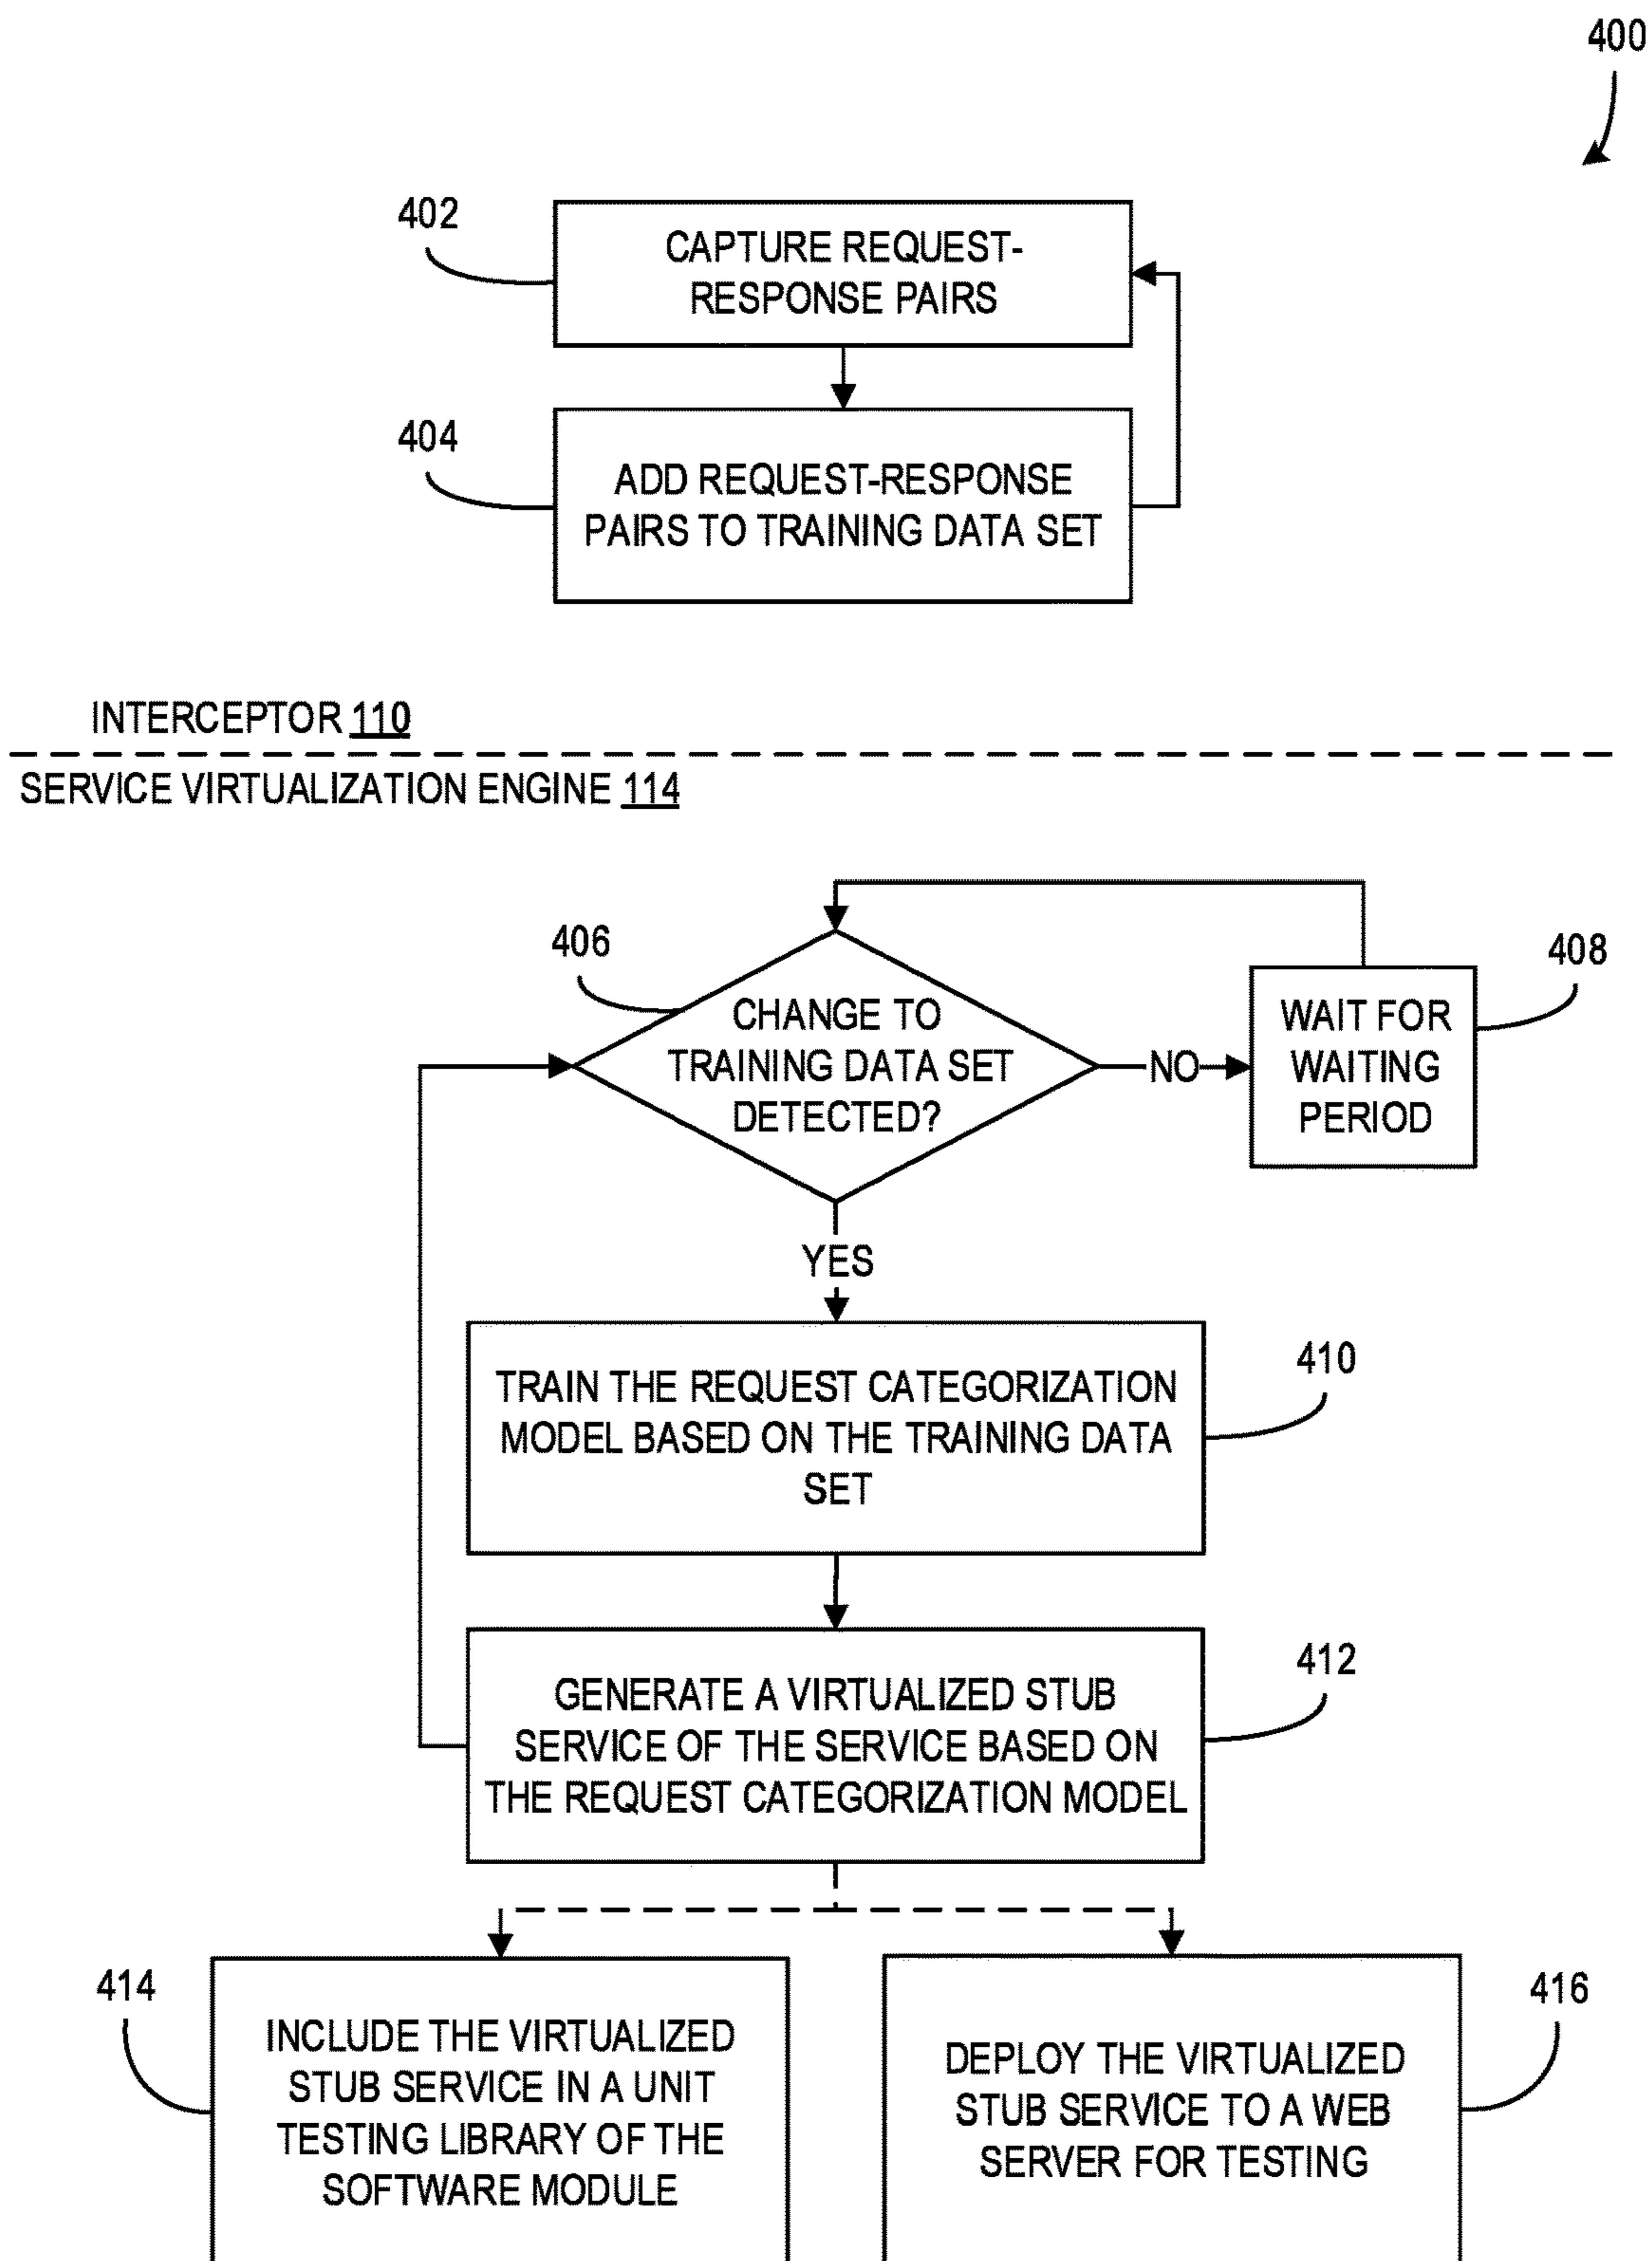 400
402
CAPTURE REQUEST-
RESPONSE PAIRS
404
ADD REQUEST-RESPONSE
PAIRS TO TRAINING DATA SET
INTERCEPTOR 110
SERVICE VIRTUALIZATION ENGINE 114
406
CHANGE TO
TRAINING DATA SET
DETECTED?
NO
408
WAIT FOR
WAITING
PERIOD
YES
410
TRAIN THE REQUEST CATEGORIZATION
MODEL BASED ON THE TRAINING DATA
SET
412
GENERATE A VIRTUALIZED STUB
SERVICE OF THE SERVICE BASED ON
THE REQUEST CATEGORIZATION MODEL
414
INCLUDE THE VIRTUALIZED
STUB SERVICE IN A UNIT
TESTING LIBRARY OF THE
SOFTWARE MODULE
416
DEPLOY THE VIRTUALIZED
STUB SERVICE TO A WEB
SERVER FOR TESTING